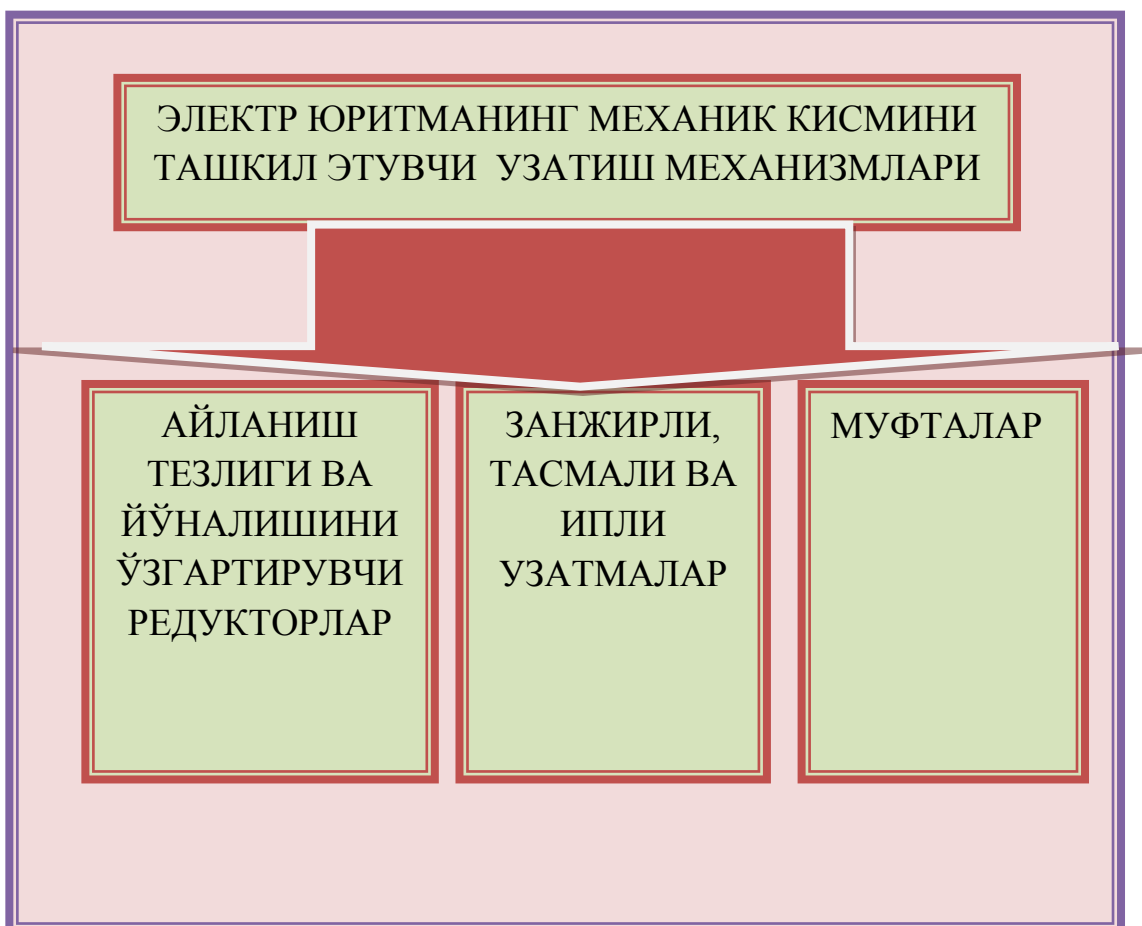 ЭЛЕКТР ЮРИТМАНИНГ МЕХАНИК КИСМИНИ
ТАШКИЛ ЭТУВЧИ УЗАТИШ МЕХАНИЗМЛАРИ
АЙЛАНИШ
ТЕЗЛИГИ ВА
ЙЎНАЛИШИНИ
ЎЗГАРТИРУВЧИ
РЕДУКТОРЛАР
ЗАНЖИРЛИ,
ТАСМАЛИ ВА
ИПЛИ
УЗАТМАЛАР
МУФТАЛАР